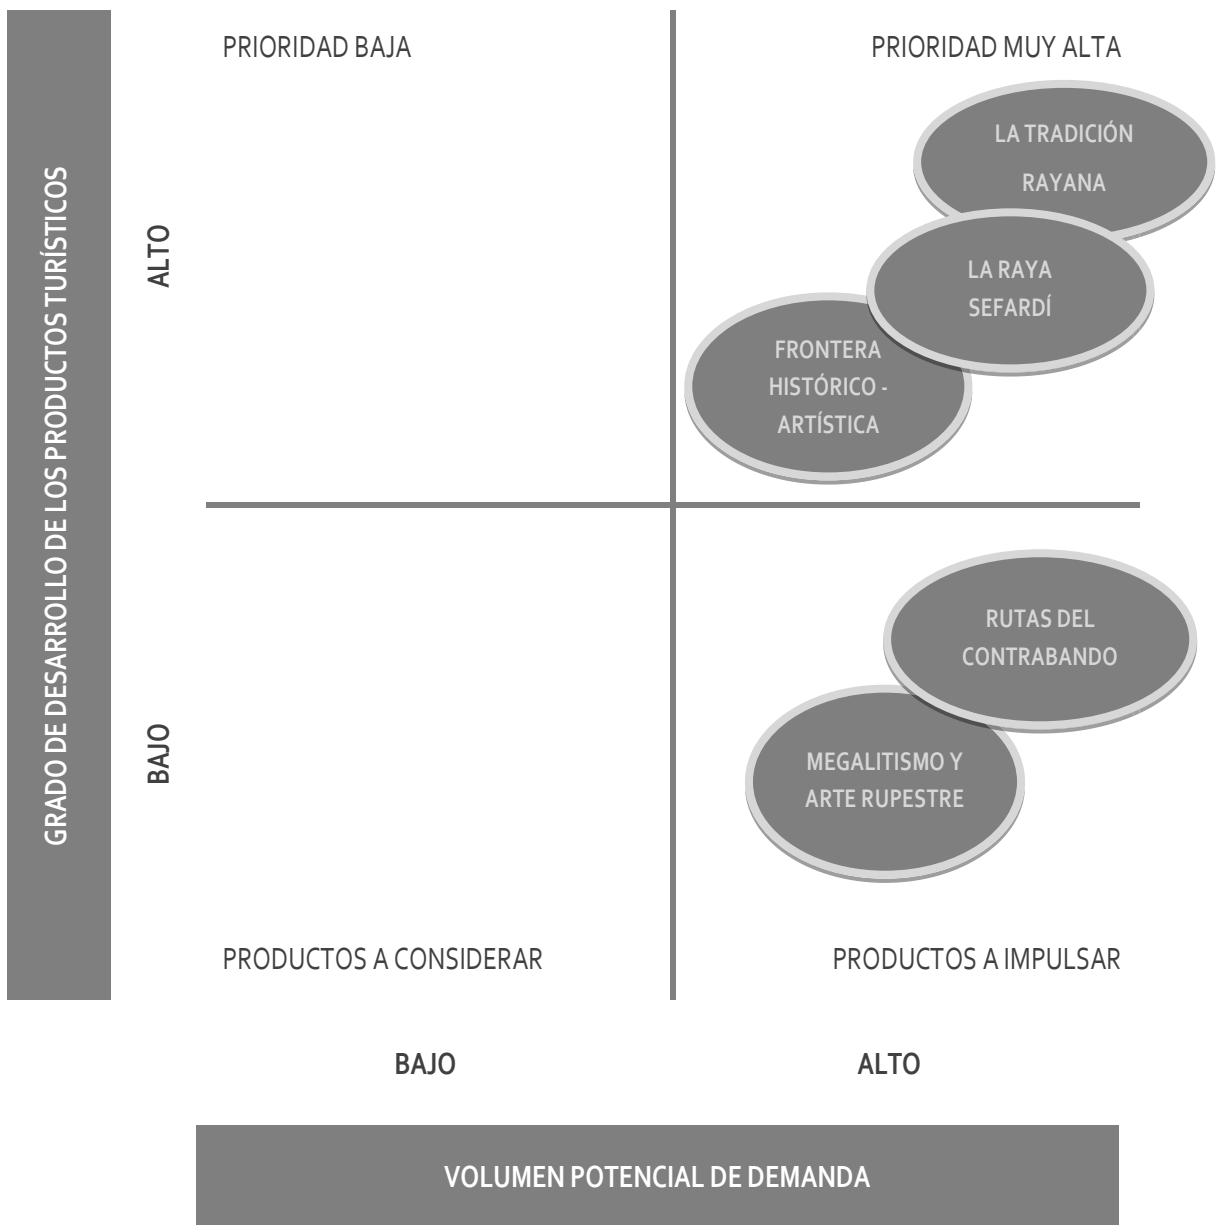 PRIORIDAD BAJA
PRIORIDAD MUY ALTA
GRADO DE DESARROLLO DE LOS PRODUCTOS TURÍSTICOS
ALTO
LA TRADICIÓN
RAYANA
LA RAYA
SEFARDÍ
FRONTERA
HISTÓRICO -
ARTÍSTICA
BAJO
RUTAS DEL
CONTRABANDO
MEGALITISMO Y
ARTE RUPESTRE
PRODUCTOS A CONSIDERAR
PRODUCTOS A IMPULSAR
BAJO
ALTO
VOLUMEN POTENCIAL DE DEMANDA